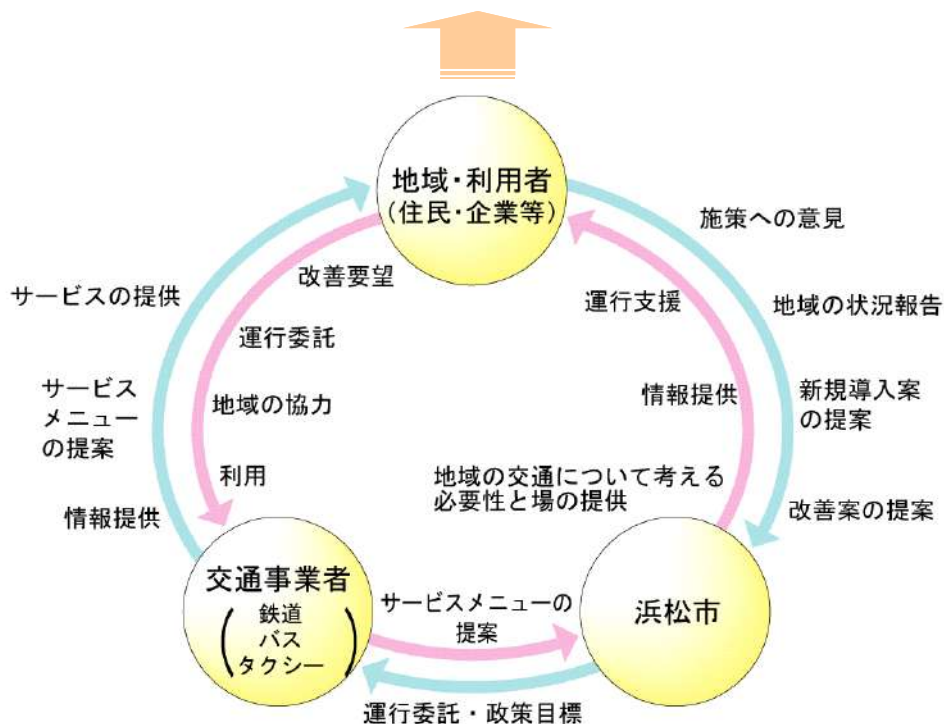 地域・利用者
(住民・企業等)
施策への意見
改善要望
サービスの提供
運行支援
地域の状況報告
運行委託
サービス
メニュー
の提案
地域の協力
情報提供
新規導入案
の提案
利用
地域の交通について考える
必要性と場の提供
情報提供
改善案の提案
交通事業者
鉄道
バス
タクシー
サービスメニューの
提案
浜松市
運行委託・政策目標